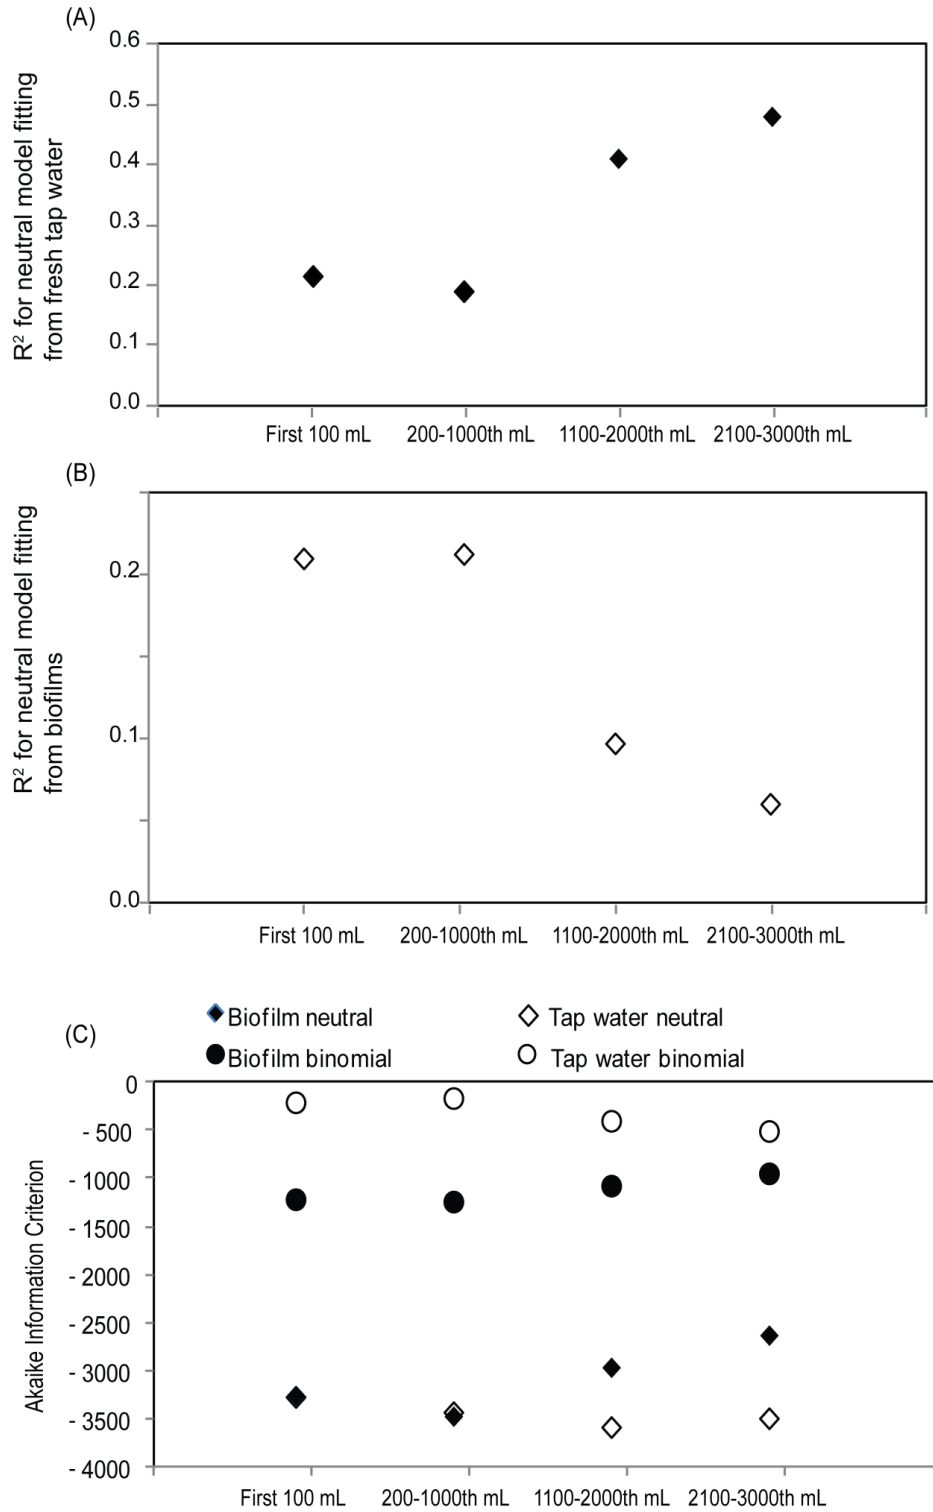 (A)
R² for neutral model fitting
from fresh tap water
0.6
0.5
0.4
0.3
0.2
0.1
0.0
First 100 mL 200-1000th mL 1100-2000th mL 2100-3000th mL
(B)
R² for neutral model fitting
from biofilms
0.2
0.1
0.0
First 100 mL 200-1000th mL 1100-2000th mL 2100-3000th mL
(C)
Biofilm neutral Tap water neutral
Biofilm binomial Tap water binomial
Akaike Information Criterion
0
- 500
- 1000
- 1500
- 2000
- 2500
- 3000
- 3500
- 4000
First 100 mL 200-1000th mL 1100-2000th mL 2100-3000th mL